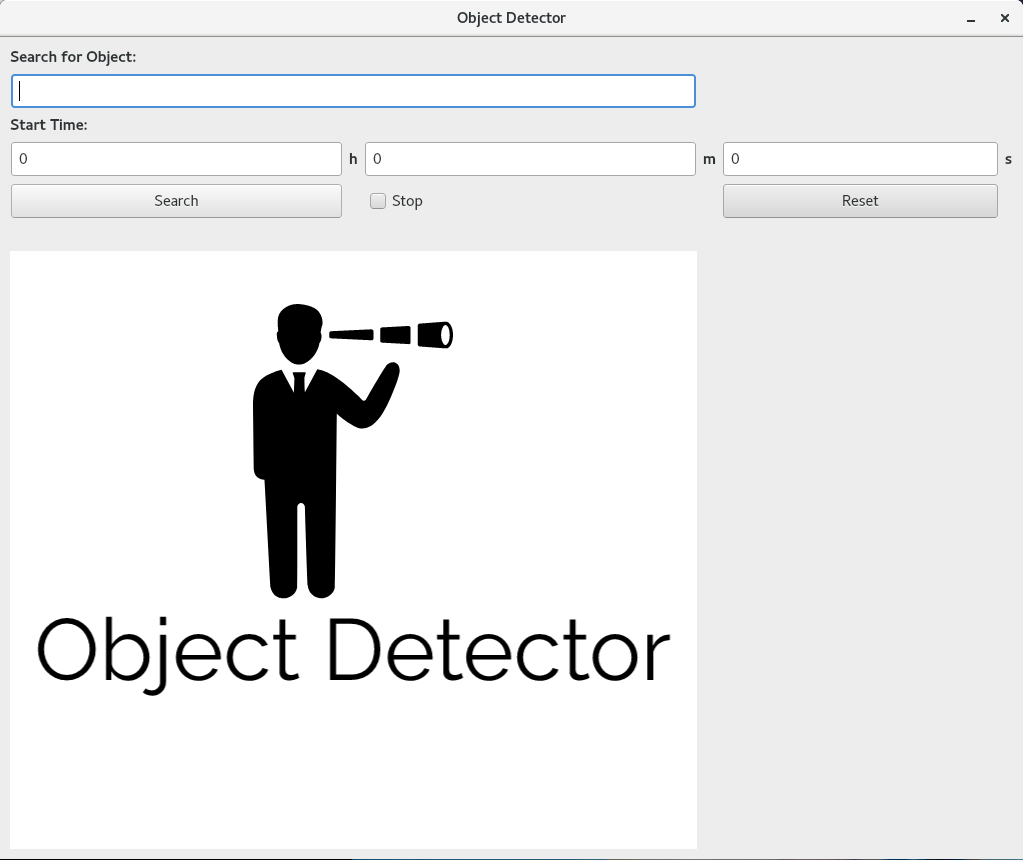 Object Detector
Search for Object:
Start Time:
0 h 0 m 0 s
Search Stop Reset
Object Detector